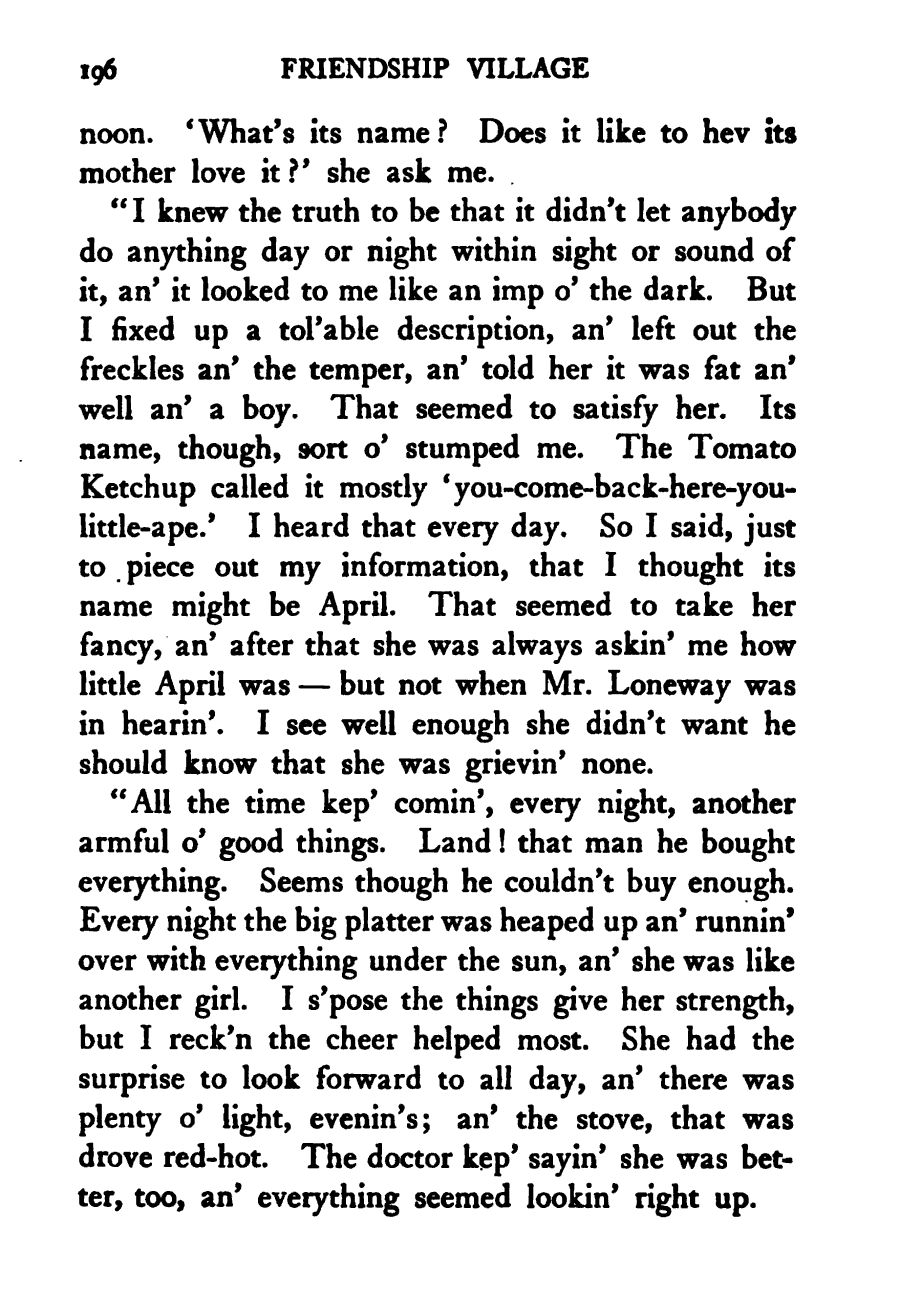 196 FRIENDSHIP VILLAGE
noon. 'What's its name? Does it like to hev its
mother love it?' she ask me.
"I knew the truth to be that it didn't let anybody
do anything day or night within sight or sound of
it, an' it looked to me like an imp o' the dark. But
I fixed up a tol'able description, an' left out the
freckles an' the temper, an' told her it was fat an'
well an' a boy. That seemed to satisfy her. Its
name, though, sort o' stumped me. The Tomato
Ketchup called it mostly 'you-come-back-here-you-
little-ape.' I heard that every day. So I said, just
to piece out my information, that I thought its
name might be April. That seemed to take her
fancy, an' after that she was always askin' me how
little April was — but not when Mr. Loneway was
in hearin'. I see well enough she didn't want he
should know that she was grievin' none.
"All the time kep' comin', every night, another
armful o' good things. Land! that man he bought
everything. Seems though he couldn't buy enough.
Every night the big platter was heaped up an' runnin'
over with everything under the sun, an' she was like
another girl. I s'pose the things give her strength,
but I reck'n the cheer helped most. She had the
surprise to look forward to all day, an' there was
plenty o' light, evenin's; an' the stove, that was
drove red-hot. The doctor kep' sayin' she was bet-
ter, too, an' everything seemed lookin' right up.